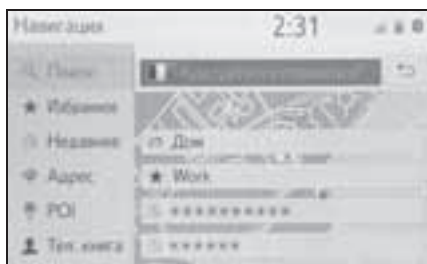 Навигация 2:31
Поиск
Избранное
Недавние
Дом
Адрес
Work
POI
**********
Тел. книга
******